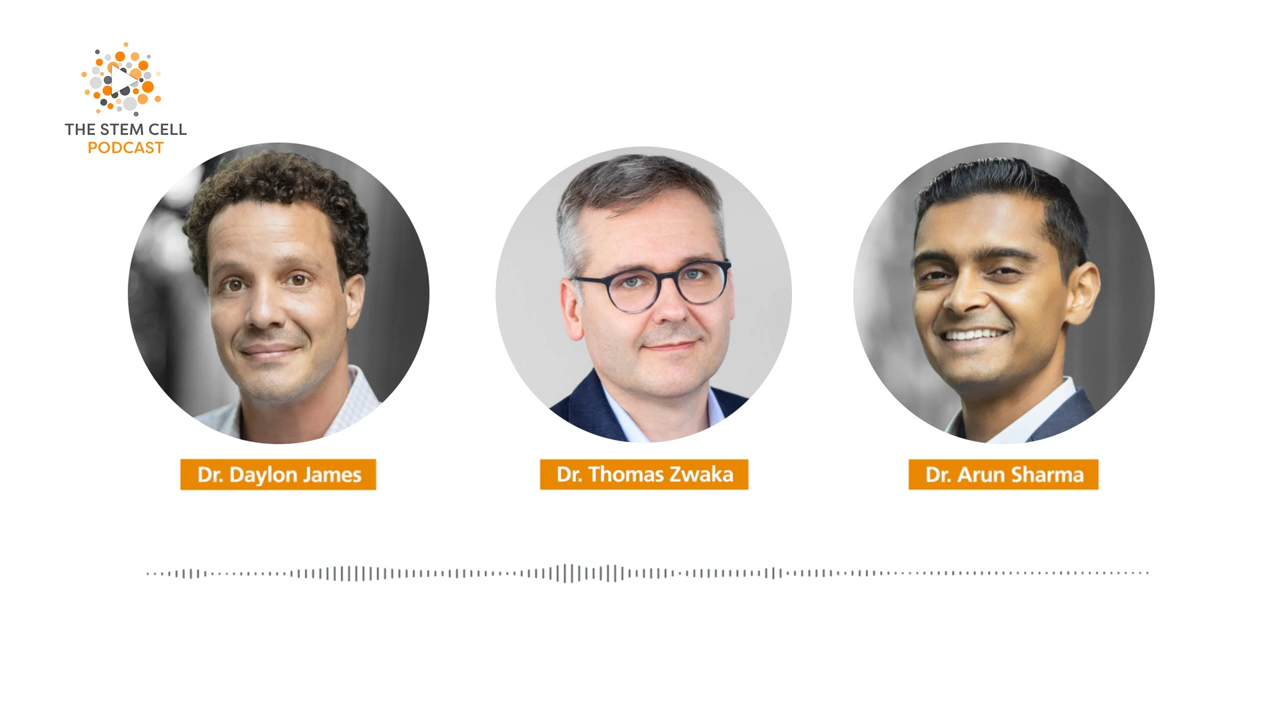 THE STEM CELL
PODCAST
Dr. Daylon James
Dr. Thomas Zwaka
Dr. Arun Sharma